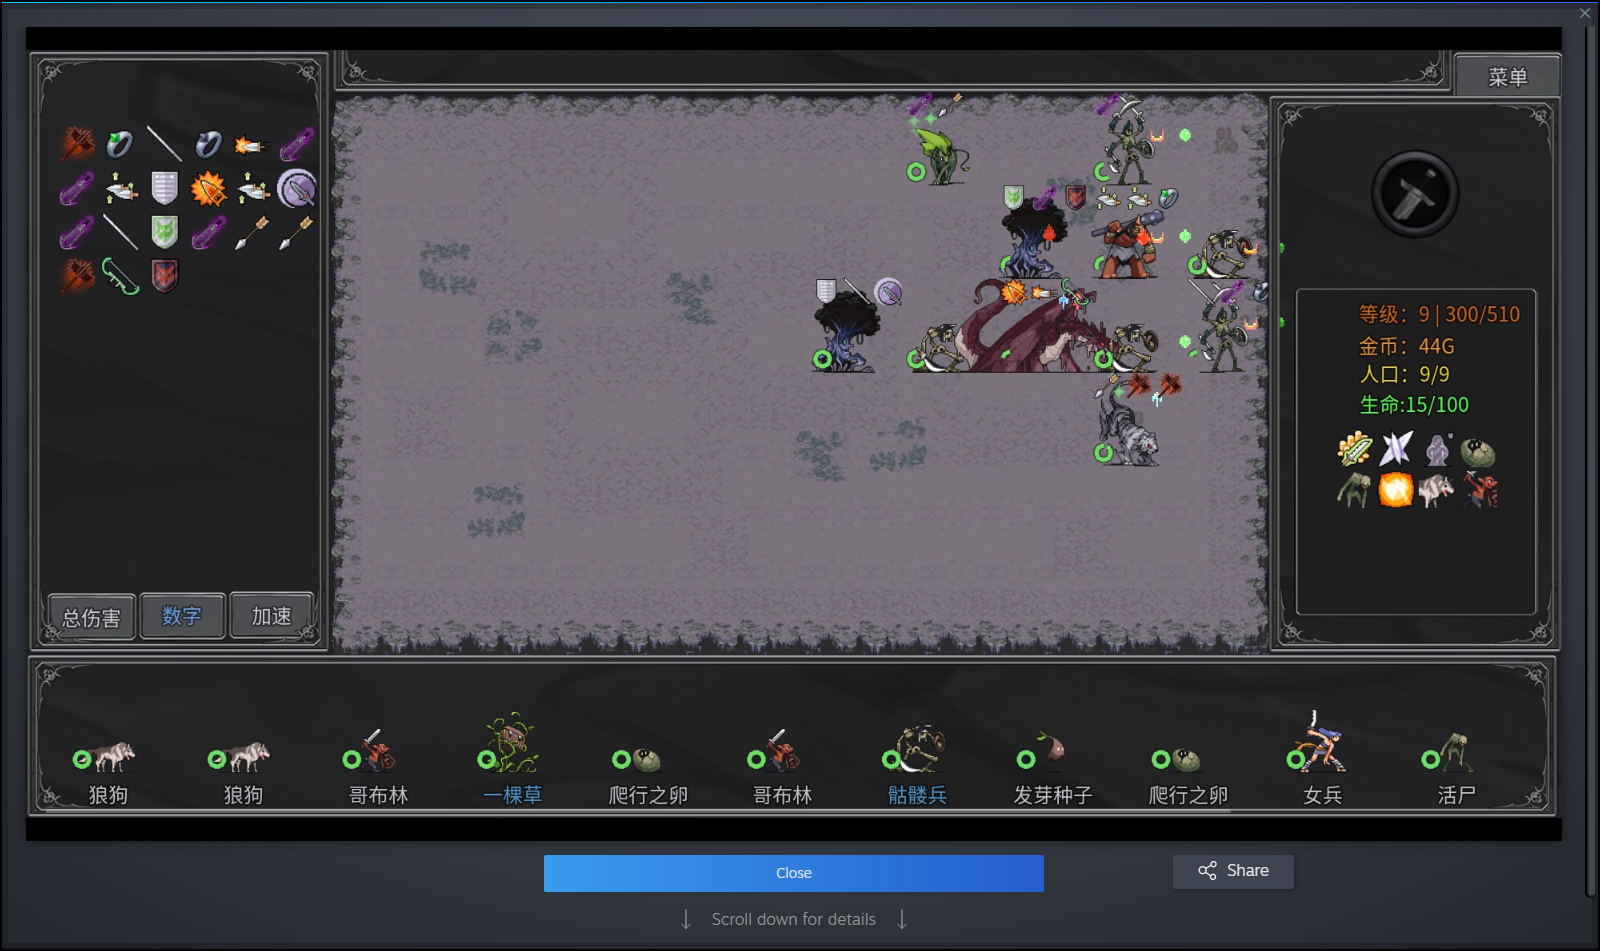 菜单
等级：9 | 300/510
金币：44G
人口：9/9
生命:15/100
总伤害
数字
加速
狼狗
狼狗
哥布林
一棵草
爬行之卵
哥布林
骷髅兵
发芽种子
爬行之卵
女兵
活尸
Close
Share
Scroll down for details